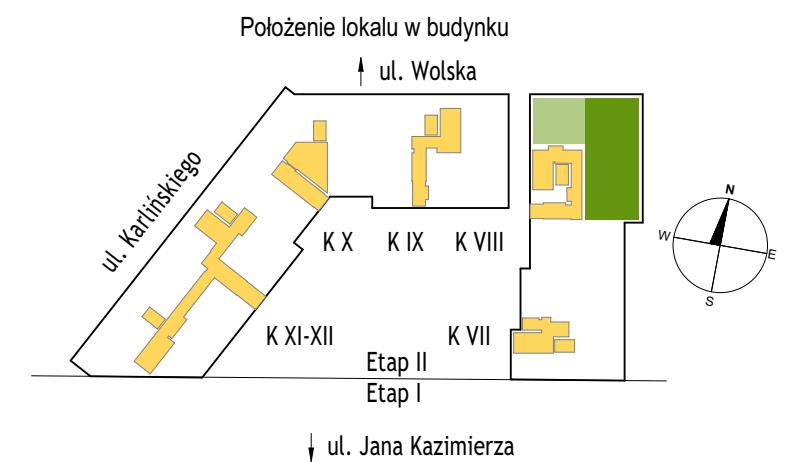 Położenie lokalu w budynku
ul. Wolska
ul. Karlińskiego
N
W
E
S
K X K IX K VIII
K XI-XII K VII
Etap II
Etap I
ul. Jana Kazimierza